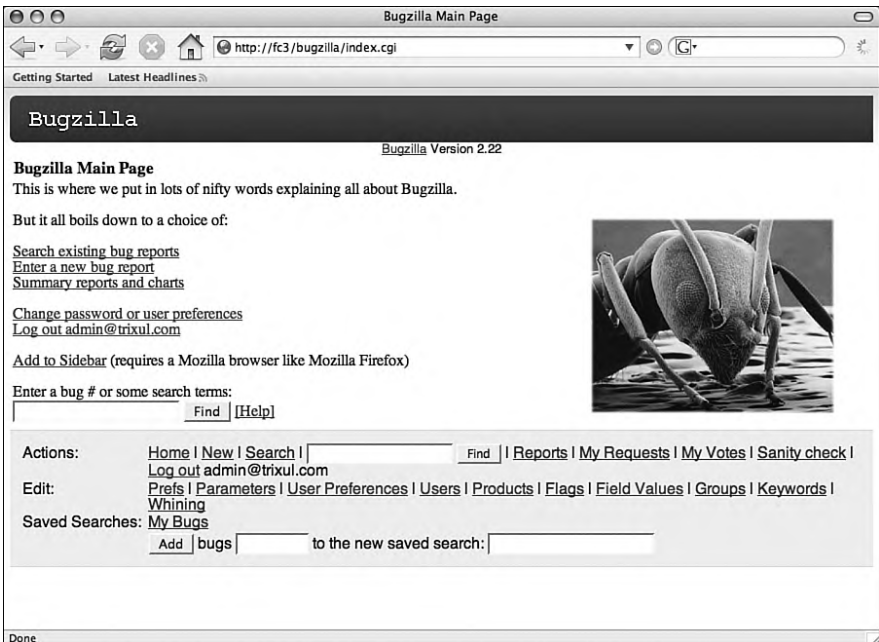 Bugzilla Main Page
http://fc3/bugzilla/index.cgi
G
Getting Started Latest Headlines
Bugzilla
Bugzilla Version 2.22
Bugzilla Main Page
This is where we put in lots of nifty words explaining all about Bugzilla.
But it all boils down to a choice of:
Search existing bug reports
Enter a new bug report
Summary reports and charts
Change password or user preferences
Log out admin@trixul.com
Add to Sidebar (requires a Mozilla browser like Mozilla Firefox)
Enter a bug # or some search terms:
Find [Help]
Actions: Home | New | Search | Find | Reports | My Requests | My Votes | Sanity check |
Log out admin@trixul.com
Edit: Prefs | Parameters | User Preferences | Users | Products | Flags | Field Values | Groups | Keywords |
Whining
Saved Searches: My Bugs
Add bugs to the new saved search:
Done